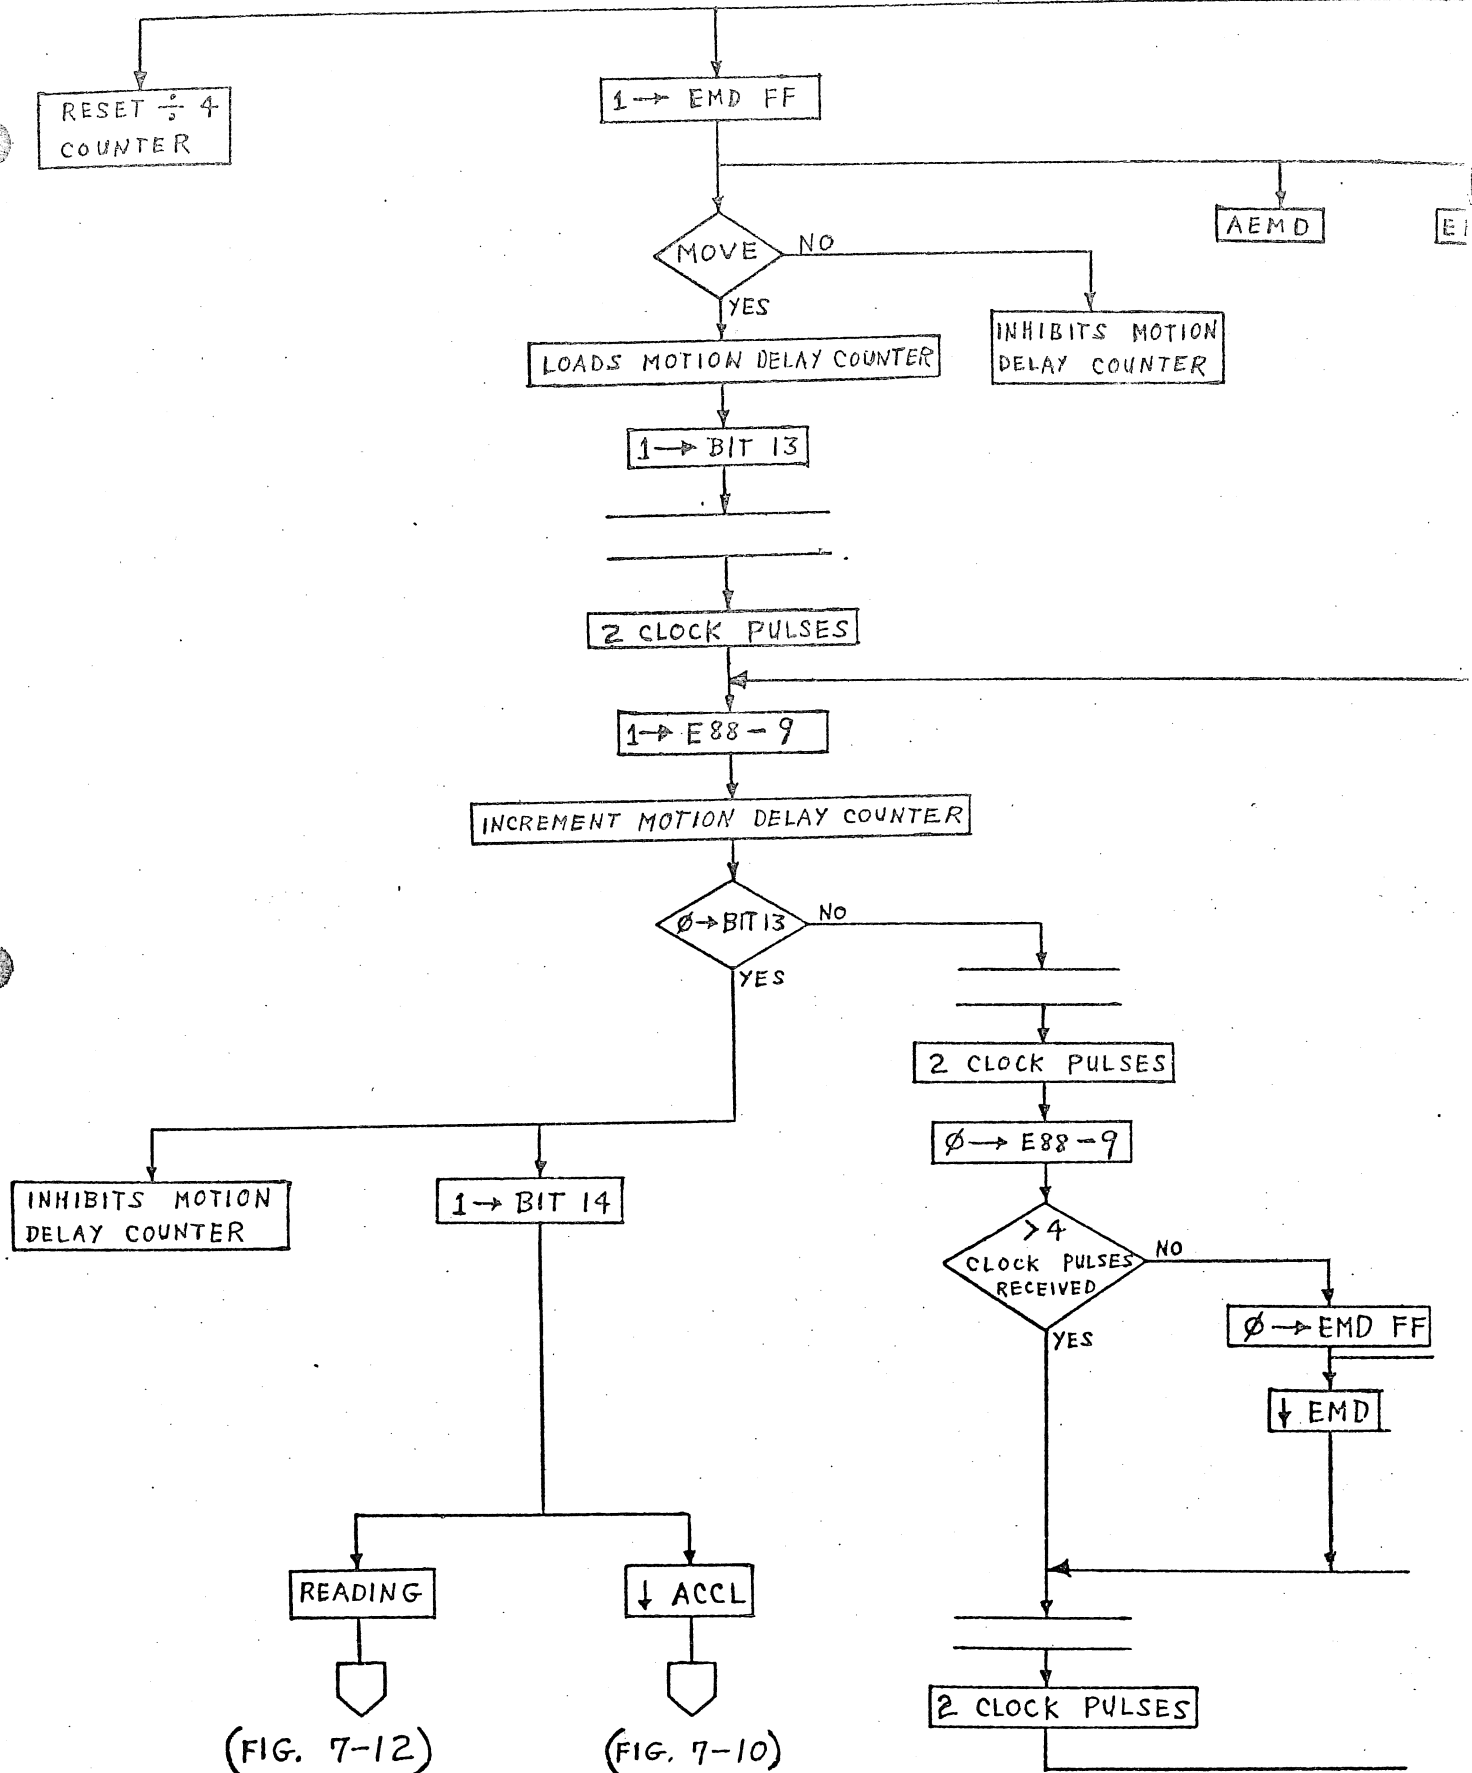 RESET ÷ 4
COUNTER
1→ EMD FF
AEMD
MOVE
NO
YES
INHIBITS MOTION
DELAY COUNTER
LOADS MOTION DELAY COUNTER
1→ BIT 13
2 CLOCK PULSES
1→ E88-9
INCREMENT MOTION DELAY COUNTER
Ø→BIT13
NO
YES
2 CLOCK PULSES
Ø→ E88-9
INHIBITS MOTION
DELAY COUNTER
1→ BIT 14
>4
CLOCK PULSES
RECEIVED
NO
YES
Ø→ EMD FF
↓ EMD
READING
↓ ACCL
2 CLOCK PULSES
(FIG. 7-12)
(FIG. 7-10)